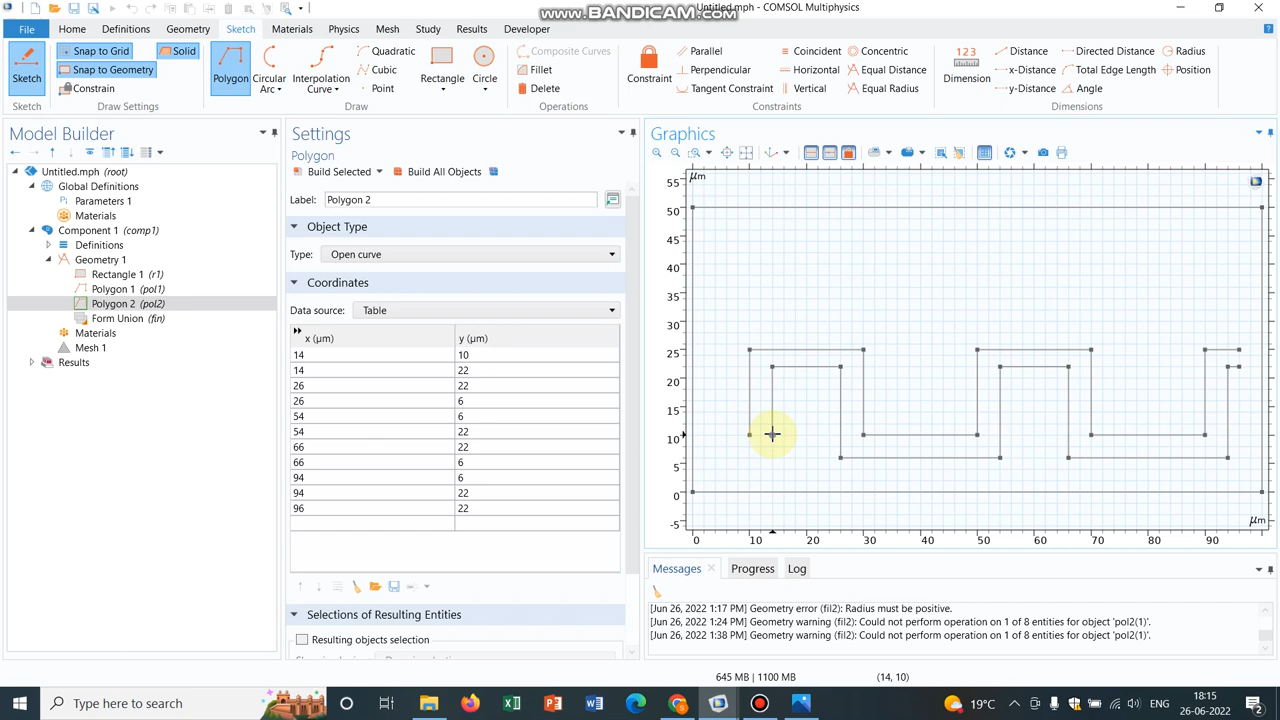 www.BANDICAM.com
Untitled.mph - COMSOL Multiphysics
File Home Definitions Geometry Sketch Materials Physics Mesh Study Results Developer
Snap to Grid Solid Quadratic Composite Curves Parallel Coincident Concentric Distance Directed Distance Radius
Sketch Snap to Geometry Polygon Circular Interpolation Cubic Rectangle Circle Fillet Constraint Perpendicular Horizontal Equal Distance Dimension x-Distance Total Edge Length Position
Constrain Arc Curve Point Delete Tangent Constraint Vertical Equal Radius y-Distance Angle
Sketch Draw Settings Draw Operations Constraints Dimensions
Model Builder
Untitled.mph (root)
Global Definitions
Parameters 1
Materials
Component 1 (comp1)
Definitions
Geometry 1
Rectangle 1 (r1)
Polygon 1 (pol1)
Polygon 2 (pol2)
Form Union (fin)
Materials
Mesh 1
Results
Settings
Polygon
Build Selected Build All Objects
Label: Polygon 2
Object Type
Type: Open curve
Coordinates
Data source: Table
x (μm) y (μm)
14 10
14 22
26 22
26 6
54 6
54 22
66 22
66 6
94 6
94 22
96 22
Selections of Resulting Entities
Resulting objects selection
Graphics
μm
55
50
45
40
35
30
25
20
15
10
5
0
-5
μm
0 10 20 30 40 50 60 70 80 90
Messages Progress Log
[Jun 26, 2022 1:17 PM] Geometry error (fil2): Radius must be positive.
[Jun 26, 2022 1:24 PM] Geometry warning (fil2): Could not perform operation on 1 of 8 entities for object 'pol2(1)'.
[Jun 26, 2022 1:38 PM] Geometry warning (fil2): Could not perform operation on 1 of 8 entities for object 'pol2(1)'.
645 MB | 1100 MB (14, 10)
Type here to search
19°C ENG 18:15
26-06-2022
2